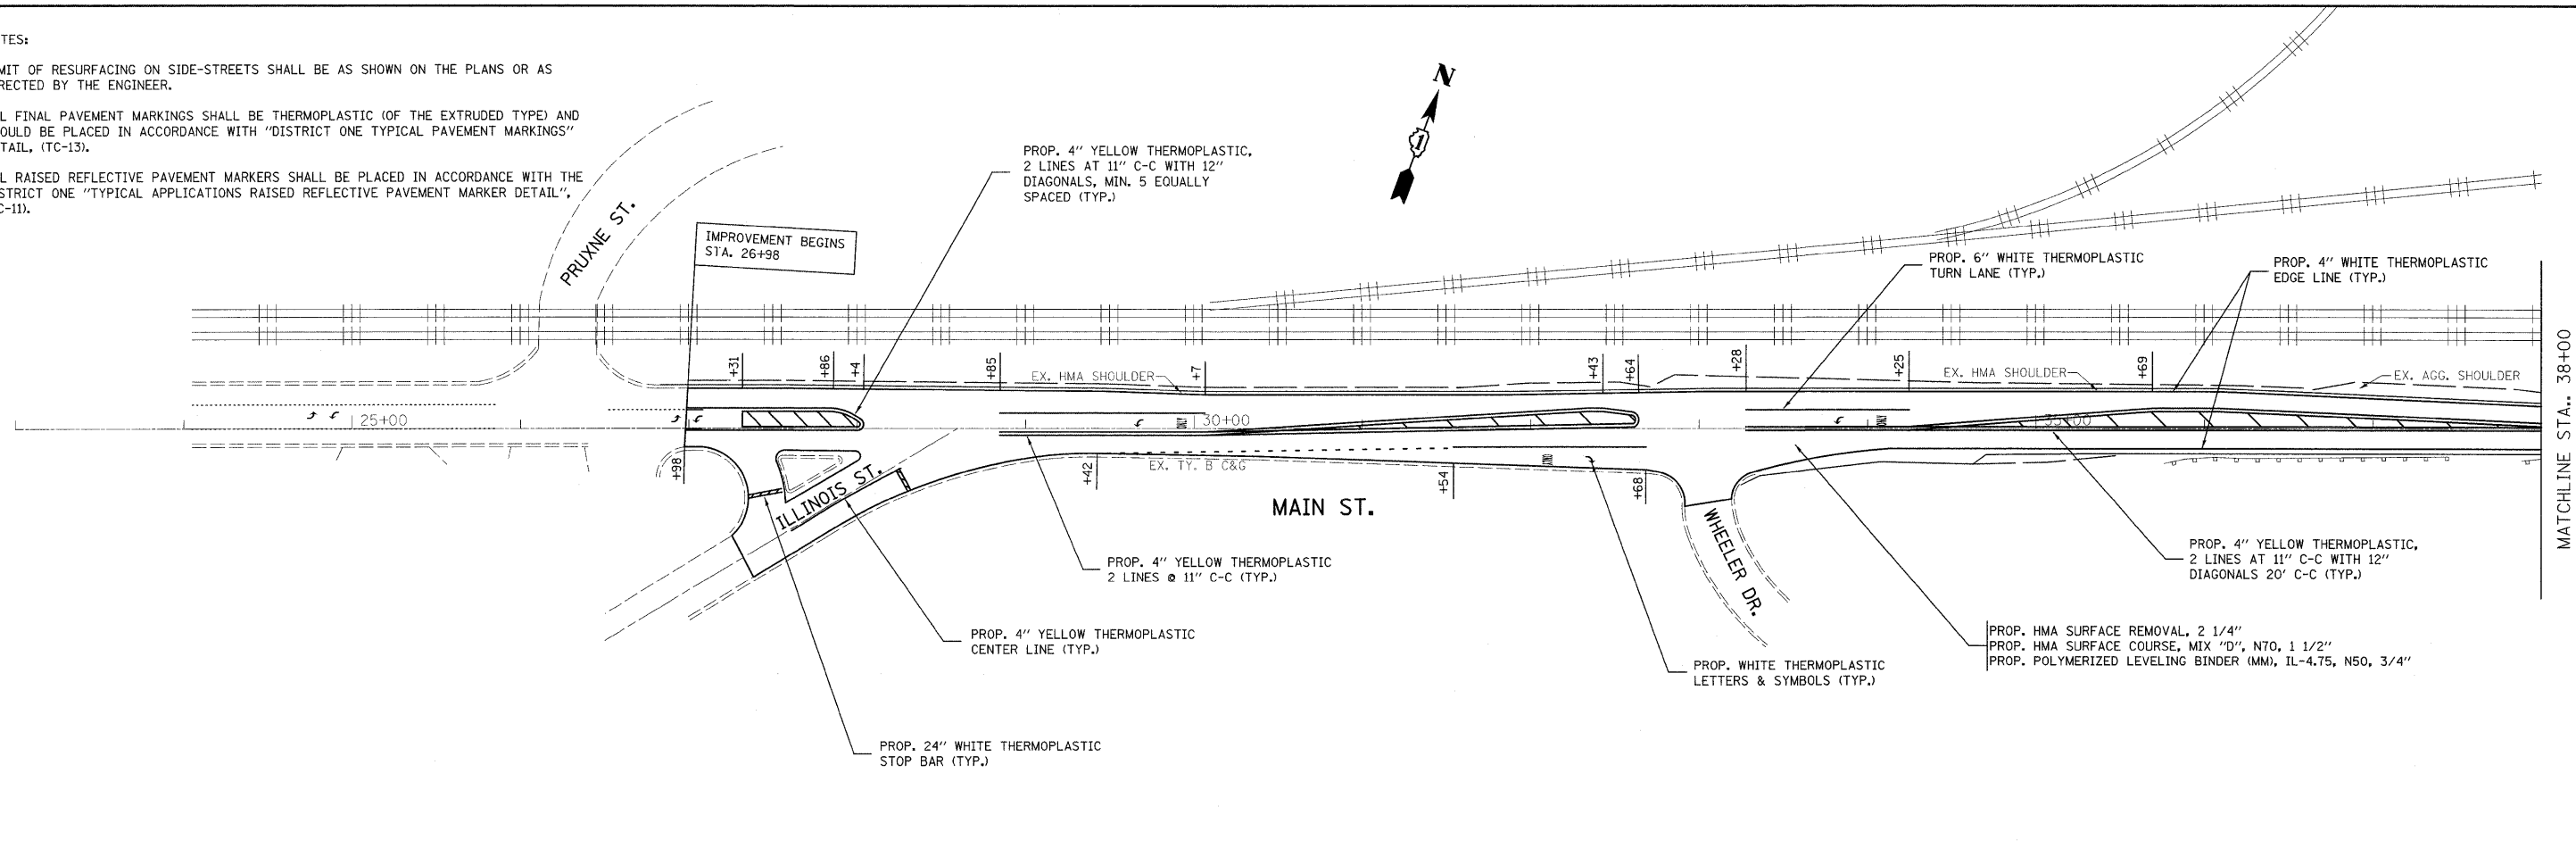 TES:
MIT OF RESURFACING ON SIDE-STREETS SHALL BE AS SHOWN ON THE PLANS OR AS
RECTED BY THE ENGINEER.
L FINAL PAVEMENT MARKINGS SHALL BE THERMOPLASTIC (OF THE EXTRUDED TYPE) AND
OULD BE PLACED IN ACCORDANCE WITH "DISTRICT ONE TYPICAL PAVEMENT MARKINGS"
TAIL, (TC-13).
L RAISED REFLECTIVE PAVEMENT MARKERS SHALL BE PLACED IN ACCORDANCE WITH THE
STRICT ONE "TYPICAL APPLICATIONS RAISED REFLECTIVE PAVEMENT MARKER DETAIL",
C-11).
N
1
PROP. 4" YELLOW THERMOPLASTIC,
2 LINES AT 11" C-C WITH 12"
DIAGONALS, MIN. 5 EQUALLY
SPACED (TYP.)
PRUXNE ST.
IMPROVEMENT BEGINS
STA. 26+98
PROP. 6" WHITE THERMOPLASTIC
TURN LANE (TYP.)
PROP. 4" WHITE THERMOPLASTIC
EDGE LINE (TYP.)
+31
+86
+4
+85
EX. HMA SHOULDER
+7
+43
+64
+28
+25
EX. HMA SHOULDER
+69
EX. AGG. SHOULDER
MATCHLINE STA.. 38+00
25+00
ONLY
30+00
ONLY
35+00
+98
ILLINOIS ST.
+42
EX. TY. B C&G
+54
ONLY
+68
MAIN ST.
WHEELER DR.
PROP. 4" YELLOW THERMOPLASTIC
2 LINES @ 11" C-C (TYP.)
PROP. 4" YELLOW THERMOPLASTIC,
2 LINES AT 11" C-C WITH 12"
DIAGONALS 20' C-C (TYP.)
PROP. 4" YELLOW THERMOPLASTIC
CENTER LINE (TYP.)
PROP. HMA SURFACE REMOVAL, 2 1/4"
PROP. HMA SURFACE COURSE, MIX "D", N70, 1 1/2"
PROP. POLYMERIZED LEVELING BINDER (MM), IL-4.75, N50, 3/4"
PROP. WHITE THERMOPLASTIC
LETTERS & SYMBOLS (TYP.)
PROP. 24" WHITE THERMOPLASTIC
STOP BAR (TYP.)